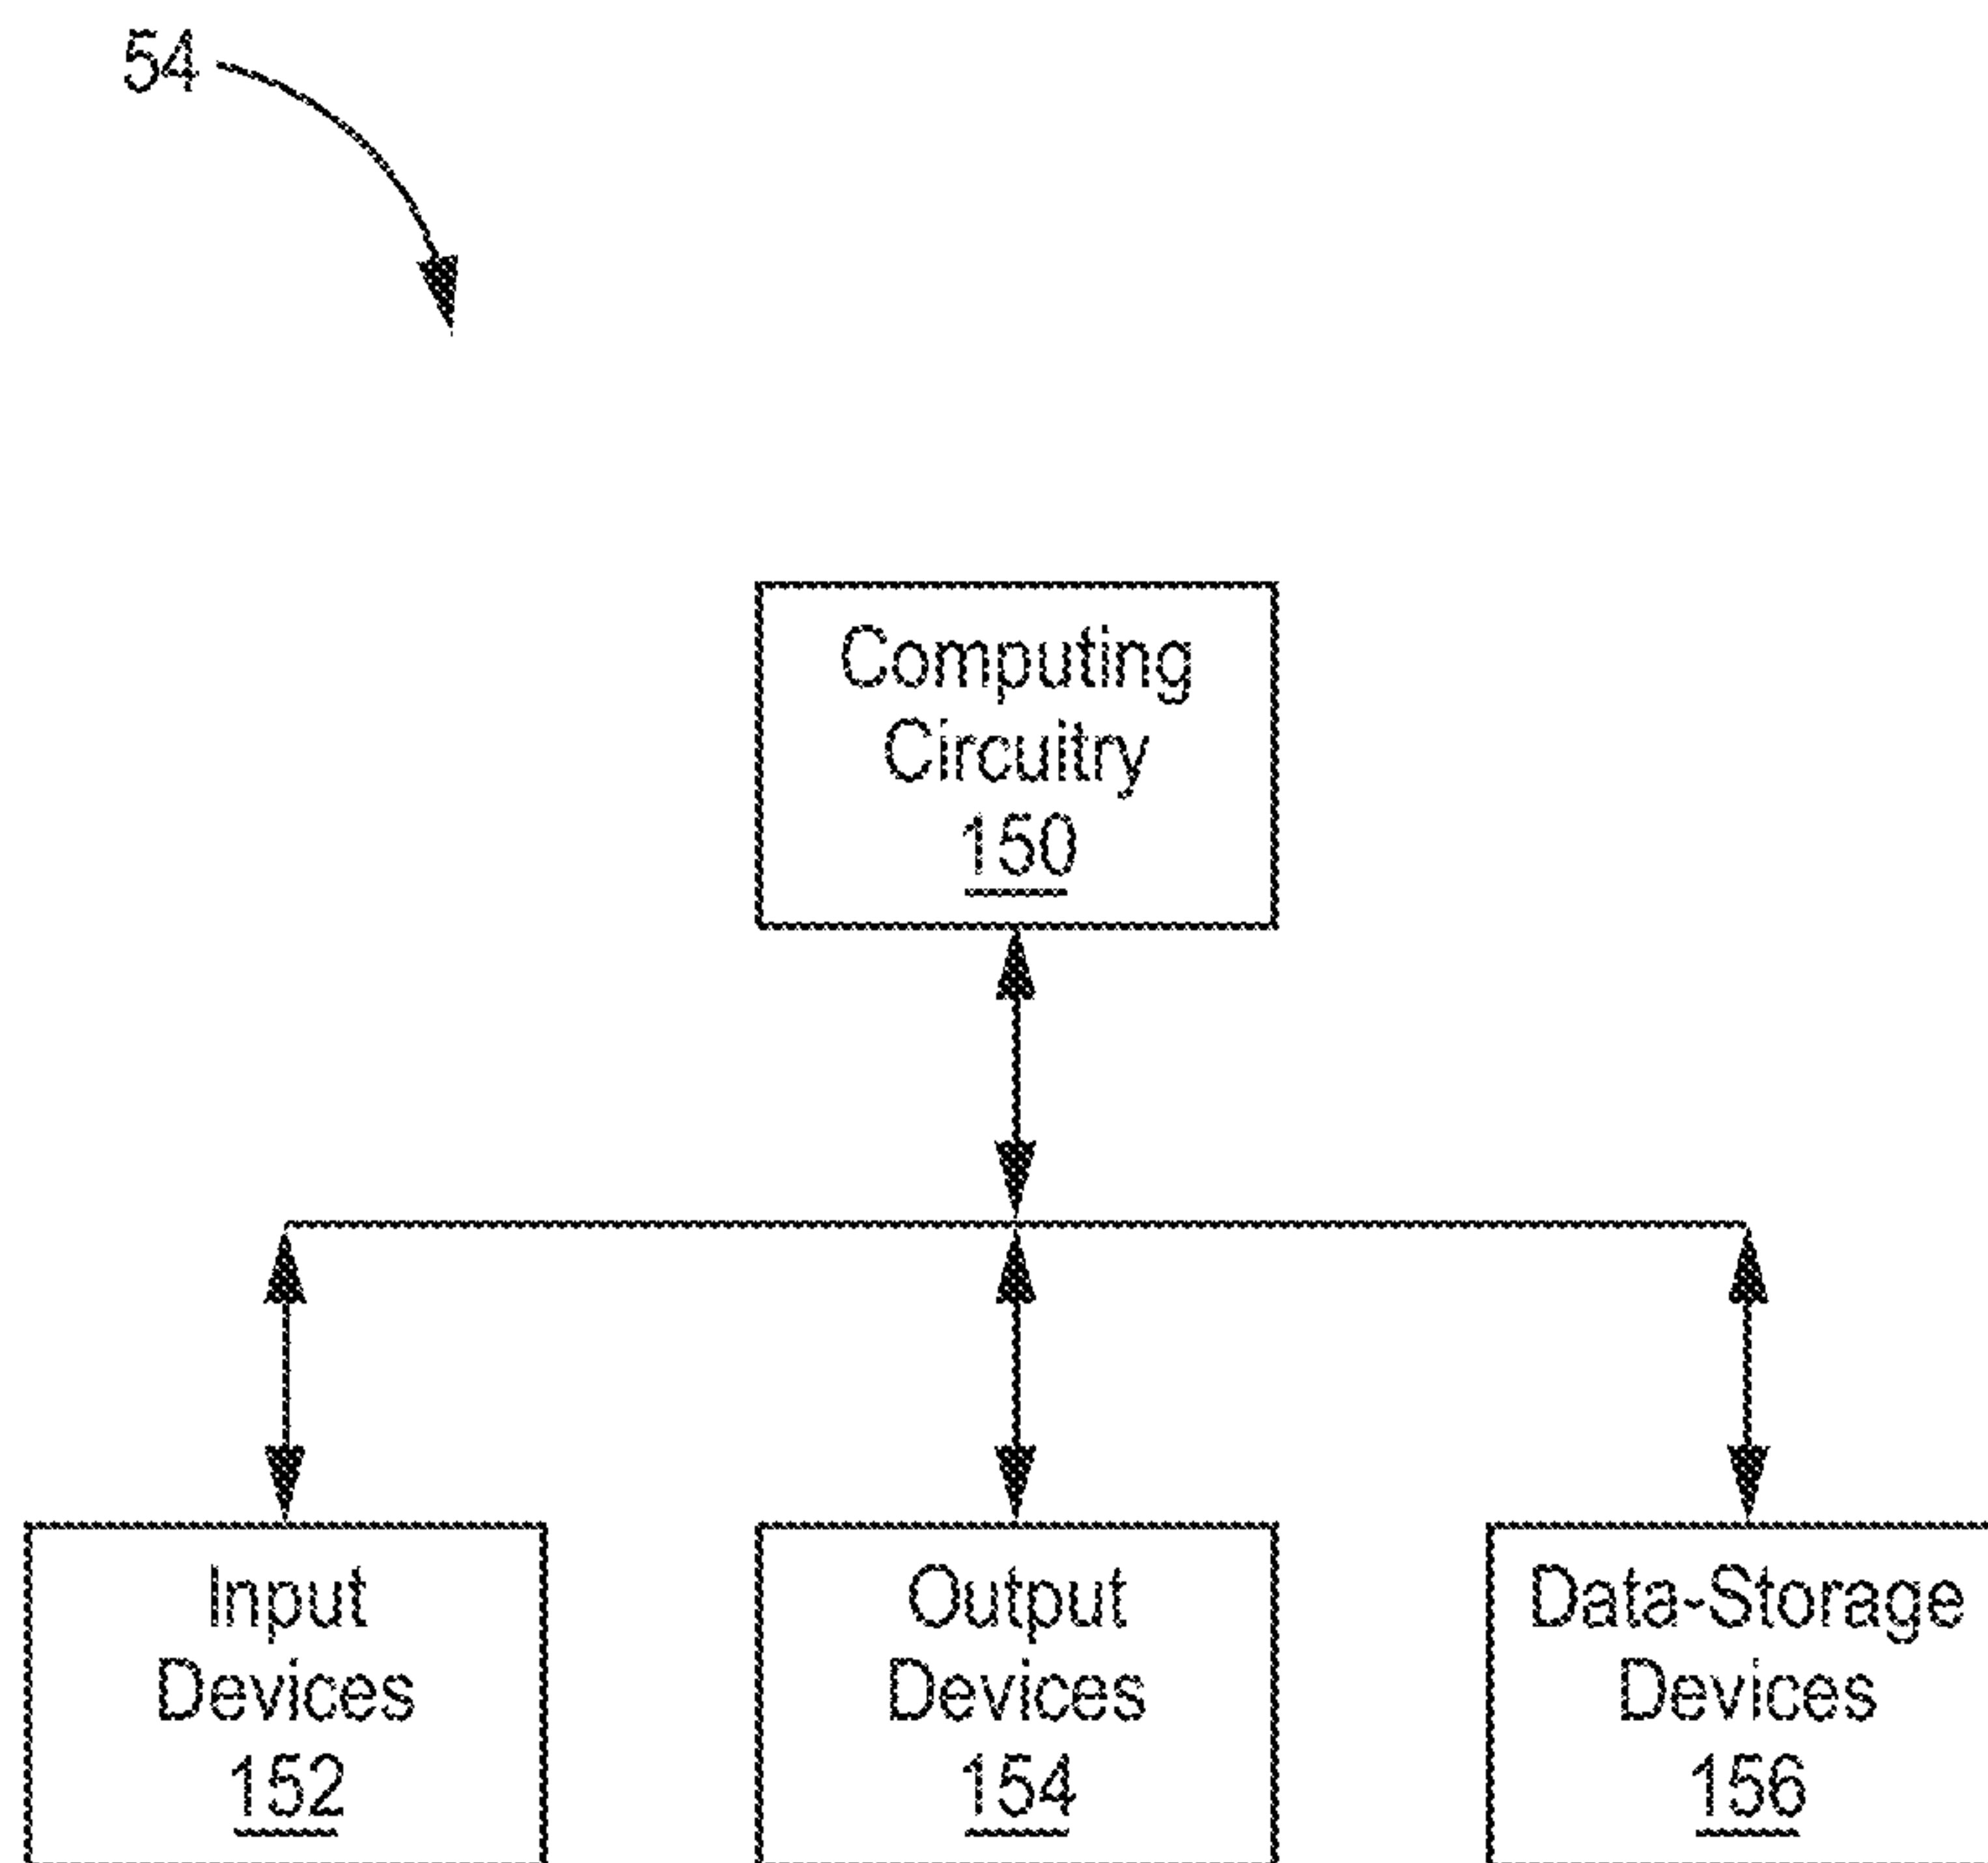 54
Computing
Circuitry
150
Input
Devices
152
Output
Devices
154
Data-Storage
Devices
156